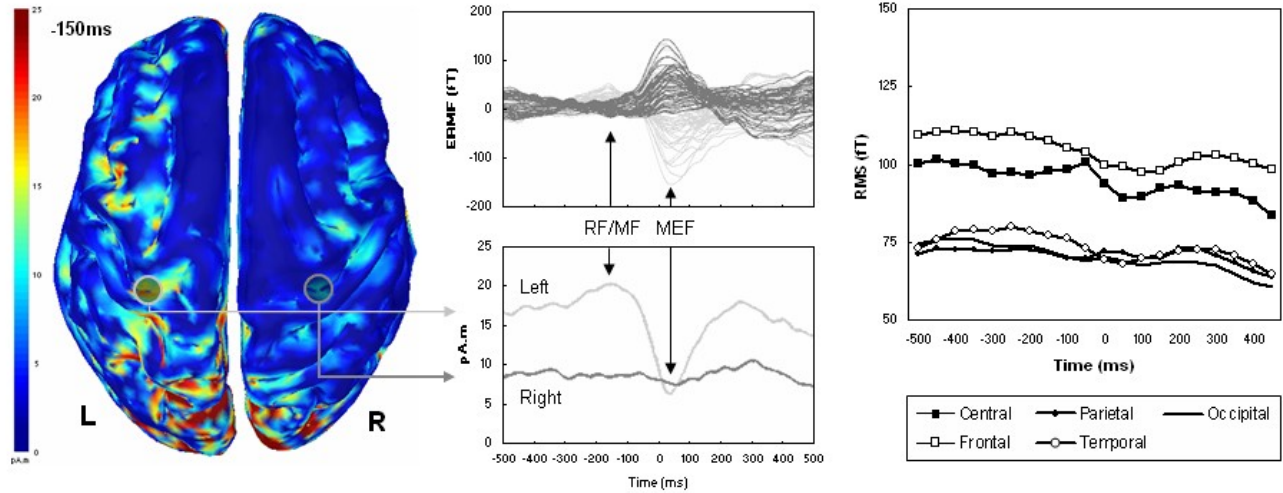 25
-150ms
20
15
10
5
0
pA.m
L
R
ERMF (fT)
200
100
0
-100
-200
RF/MF
MEF
pA.m
25
20
15
10
5
0
Left
Right
-500 -400 -300 -200 -100 0 100 200 300 400 500
Time (ms)
RMS (fT)
150
125
100
75
50
-500 -400 -300 -200 -100 0 100 200 300 400
Time (ms)
Central
Parietal
Occipital
Frontal
Temporal